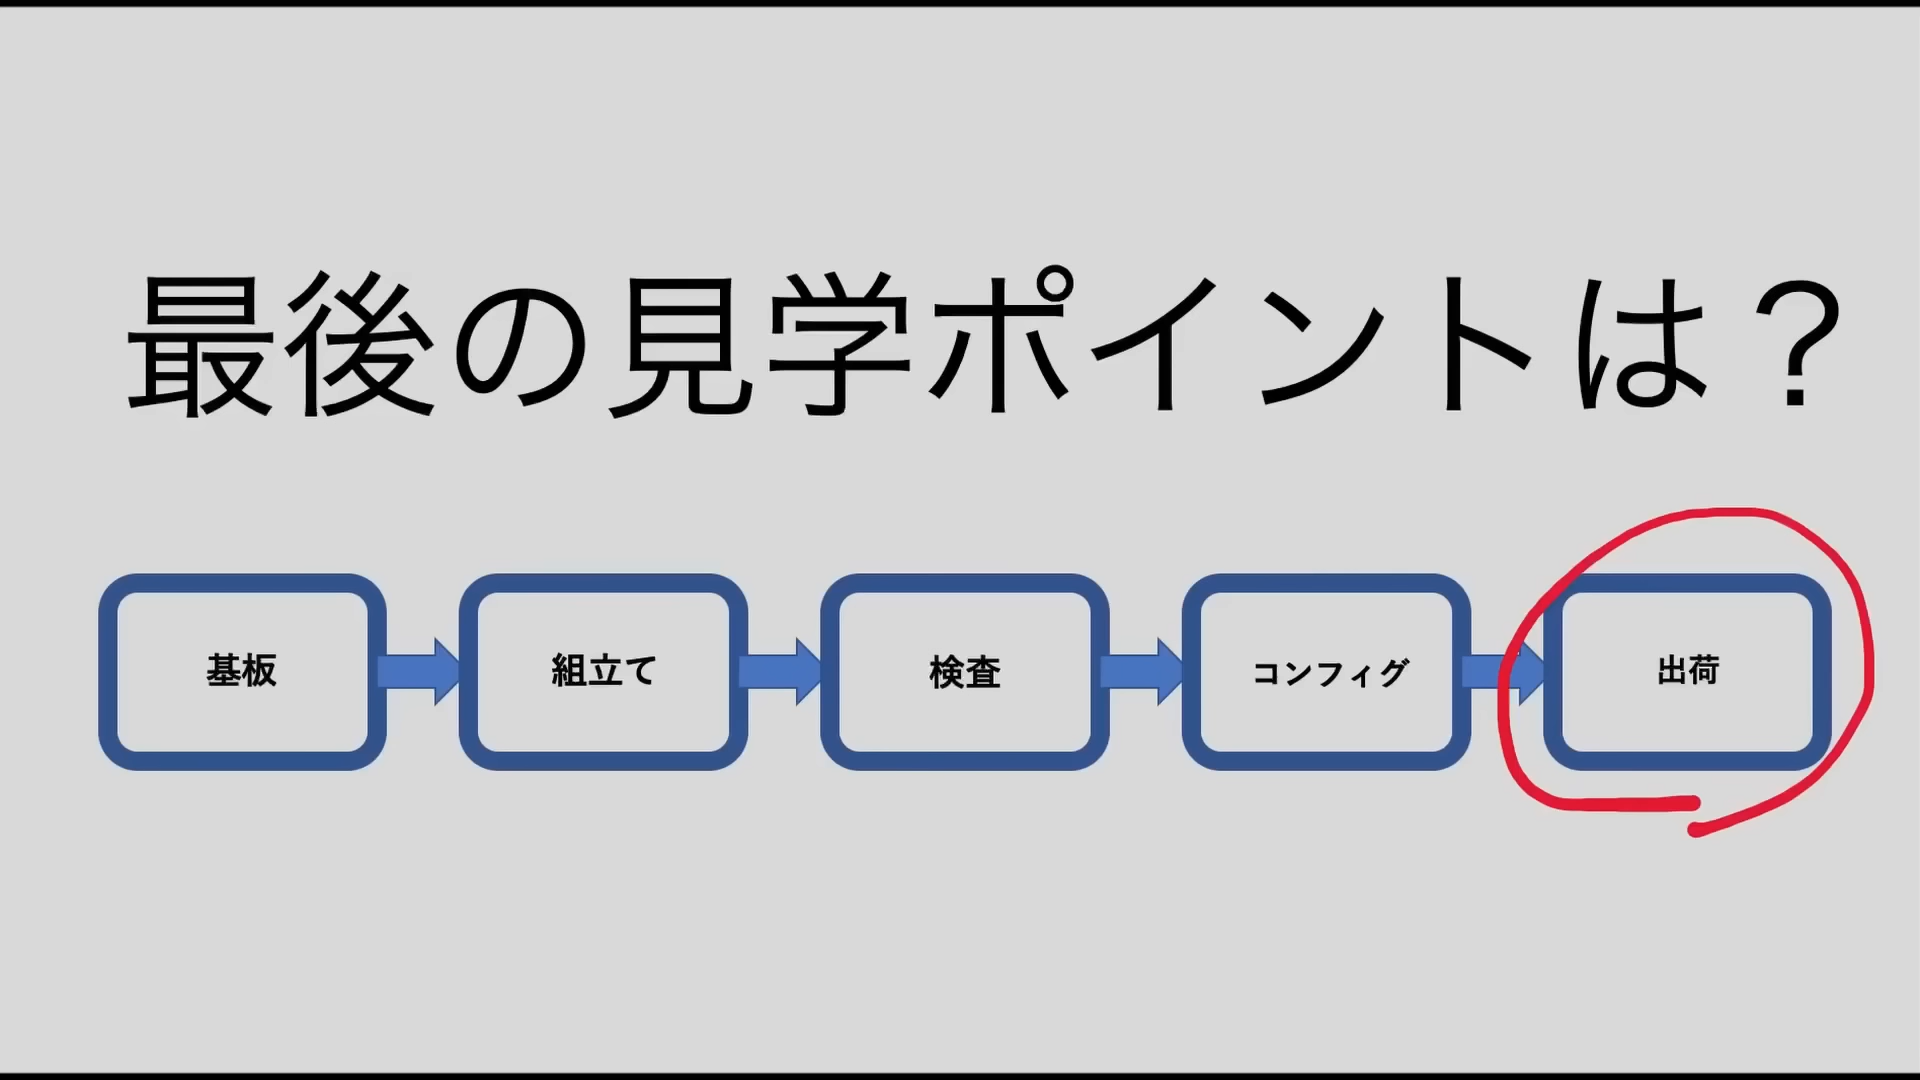 最後の見学ポイントは？
基板
組立て
検査
コンフィグ
出荷